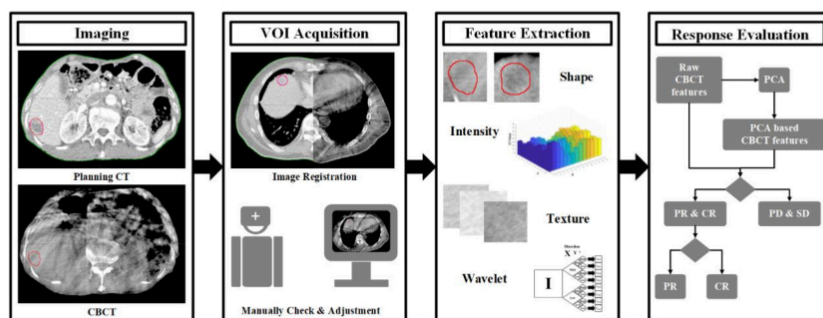 Imaging
Planning CT
CBCT
VOI Acquisition
Image Registration
Manually Check & Adjustment
Feature Extraction
Shape
Intensity
Texture
Wavelet
X
I
Response Evaluation
Raw
CBCT
features
PCA
PCA based
CBCT features
PR & CR
PD & SD
PR
CR